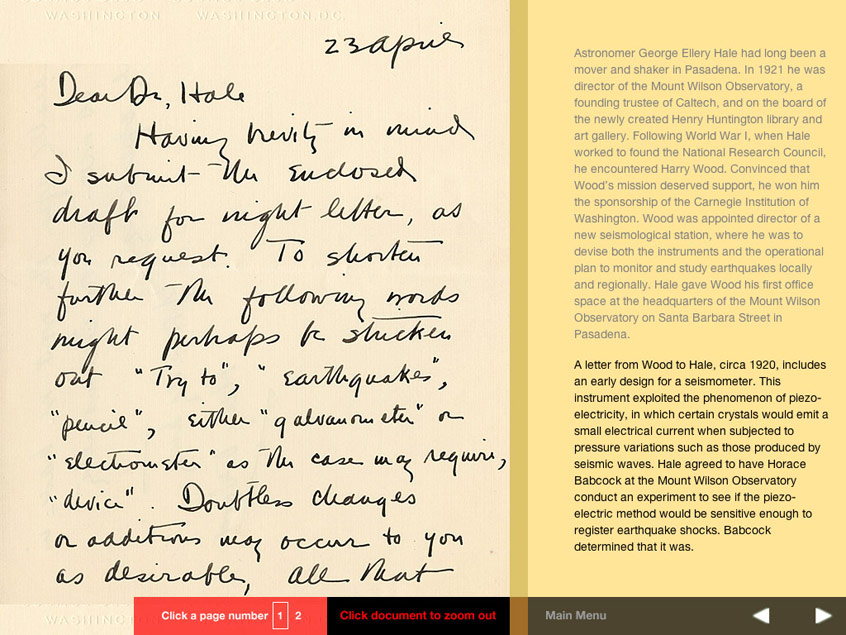 WASHINGTON WASHINGTON, D.C.
23 April
Dear Dr. Hale
Having brevity in mind
I submit the enclosed
draft for night letter, as
you request. To shorten
further the following words
might perhaps be stricken
out "Try to", "earthquakes",
"pencil", either "galvanometer" or
"electrometer" as the case may require,
"device". Doubtless changes
or additions may occur to you
as desirable, all that
WASHINGTON
Astronomer George Ellery Hale had long been a
mover and shaker in Pasadena. In 1921 he was
director of the Mount Wilson Observatory, a
founding trustee of Caltech, and on the board of
the newly created Henry Huntington library and
art gallery. Following World War I, when Hale
worked to found the National Research Council,
he encountered Harry Wood. Convinced that
Wood's mission deserved support, he won him
the sponsorship of the Carnegie Institution of
Washington. Wood was appointed director of a
new seismological station, where he was to
devise both the instruments and the operational
plan to monitor and study earthquakes locally
and regionally. Hale gave Wood his first office
space at the headquarters of the Mount Wilson
Observatory on Santa Barbara Street in
Pasadena.
A letter from Wood to Hale, circa 1920, includes
an early design for a seismometer. This
instrument exploited the phenomenon of piezo-
electricity, in which certain crystals would emit a
small electrical current when subjected to
pressure variations such as those produced by
seismic waves. Hale agreed to have Horace
Babcock at the Mount Wilson Observatory
conduct an experiment to see if the piezo-
electric method would be sensitive enough to
register earthquake shocks. Babcock
determined that it was.
Click a page number 1 2
Click document to zoom out
Main Menu